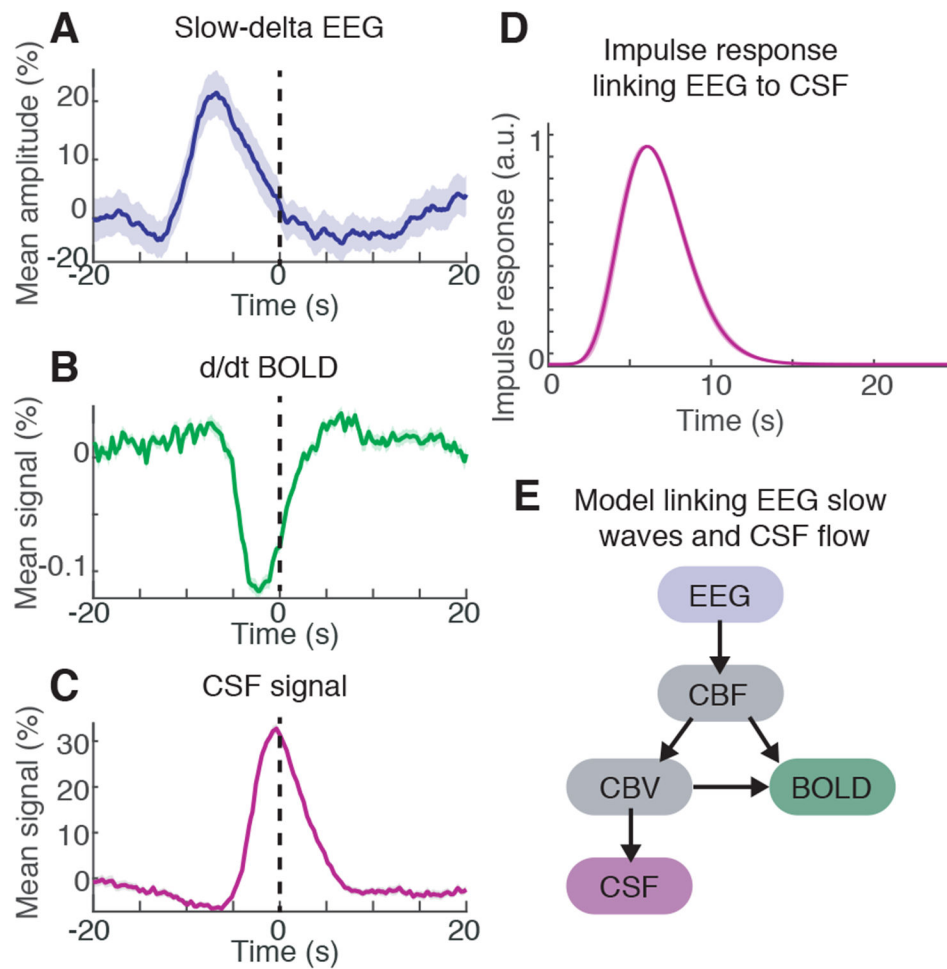 A
Slow-delta EEG
Mean amplitude (%)
20
10
0
-20
-20
0
20
Time (s)
B
d/dt BOLD
Mean signal (%)
0
-0.1
-20
0
20
Time (s)
C
CSF signal
Mean signal (%)
30
20
10
0
-20
0
20
Time (s)
D
Impulse response
linking EEG to CSF
Impulse response (a.u.)
1
0
0
10
20
Time (s)
E
Model linking EEG slow
waves and CSF flow
EEG
CBF
CBV
BOLD
CSF